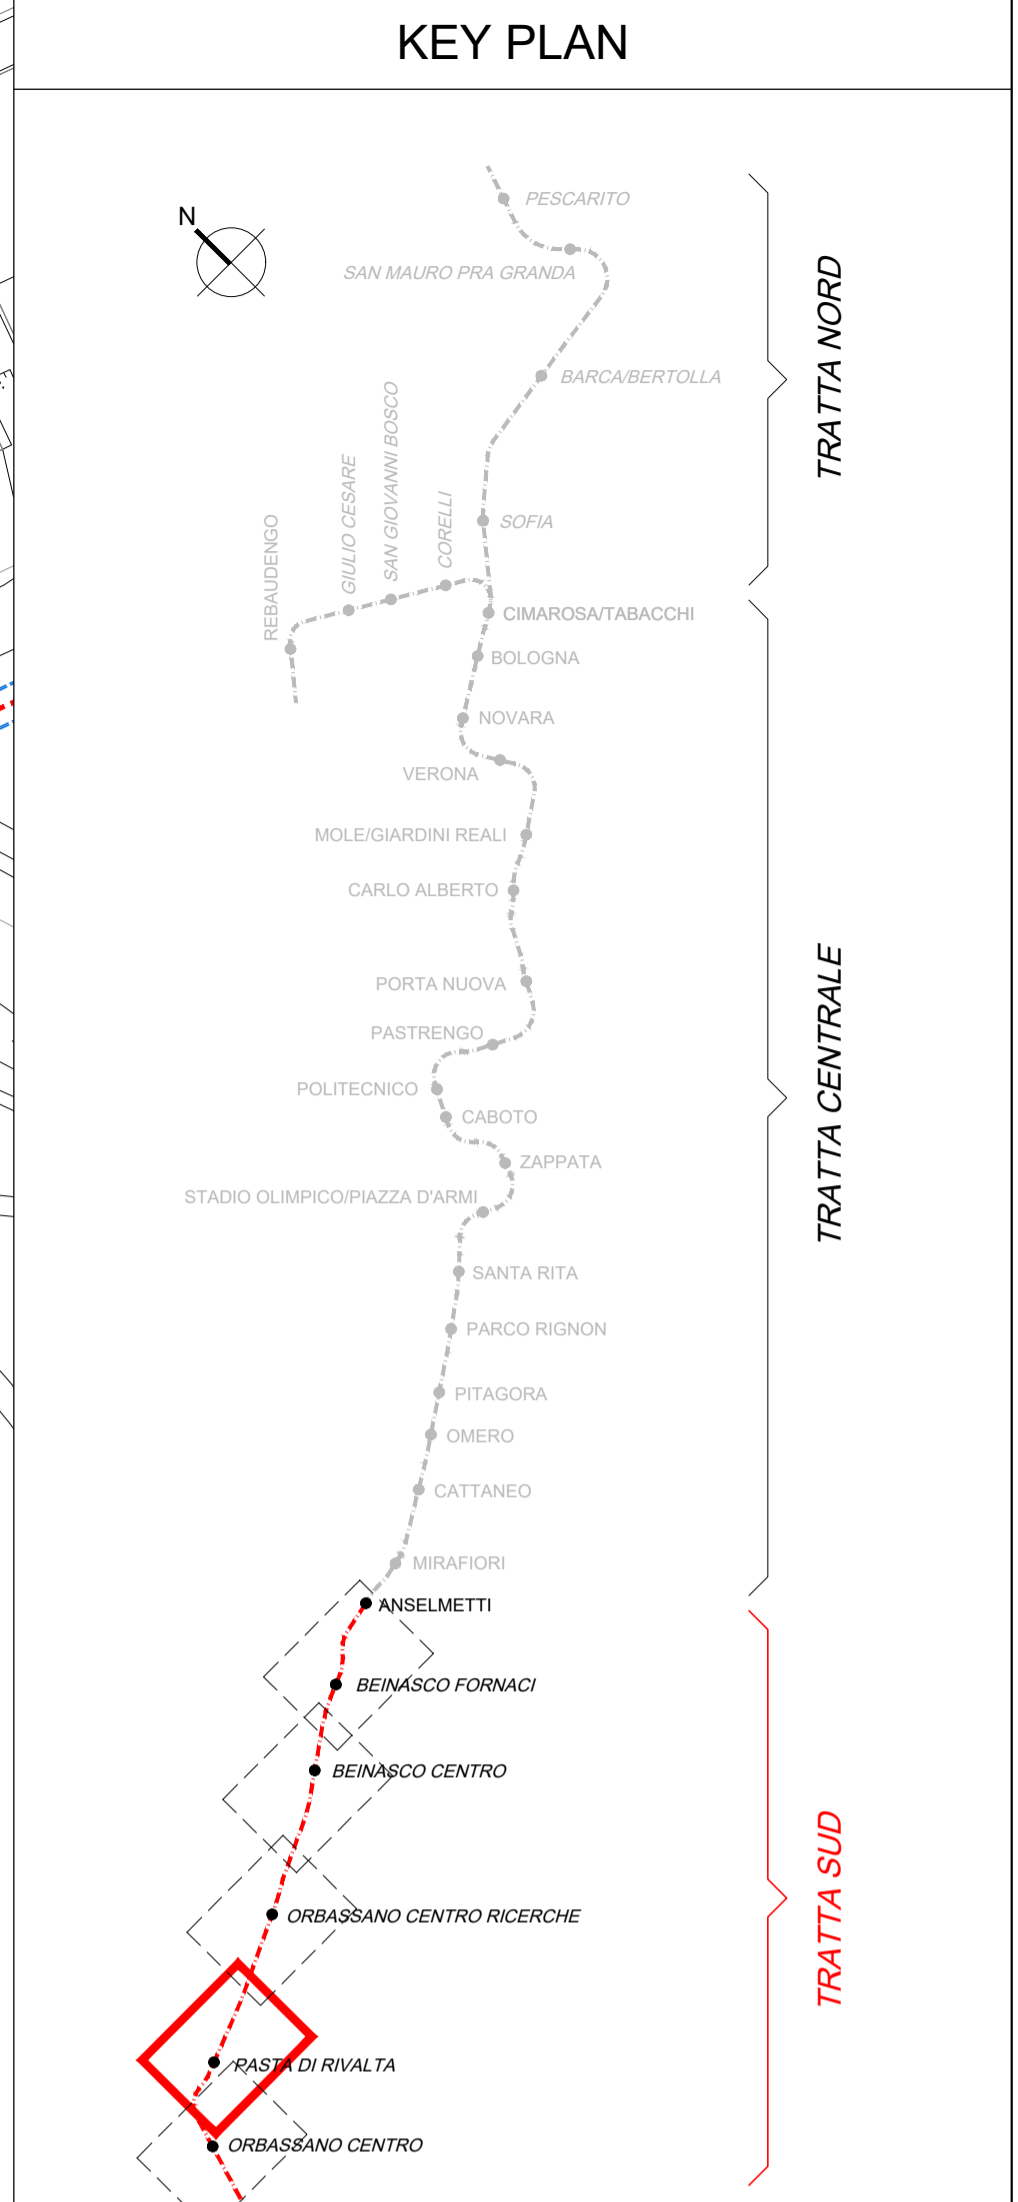 KEY PLAN
N
PESCARITO
SAN MAURO PRA GRANDA
BARCA/BERTOLLA
SOFIA
CORELLI
SAN GIOVANNI BOSCO
GIULIO CESARE
REBAUDENGO
TRATTA NORD
CIMAROSA/TABACCHI
BOLOGNA
NOVARA
VERONA
MOLE/GIARDINI REALI
CARLO ALBERTO
PORTA NUOVA
PASTRENGO
POLITECNICO
CABOTO
ZAPPATA
STADIO OLIMPICO/PIAZZA D'ARMI
SANTA RITA
PARCO RIGNON
PITAGORA
OMERO
CATTANEO
MIRAFIORI
TRATTA CENTRALE
ANSELMETTI
BEINASCO FORNACI
BEINASCO CENTRO
ORBASSANO CENTRO RICERCHE
PASTA DI RIVALTA
ORBASSANO CENTRO
TRATTA SUD